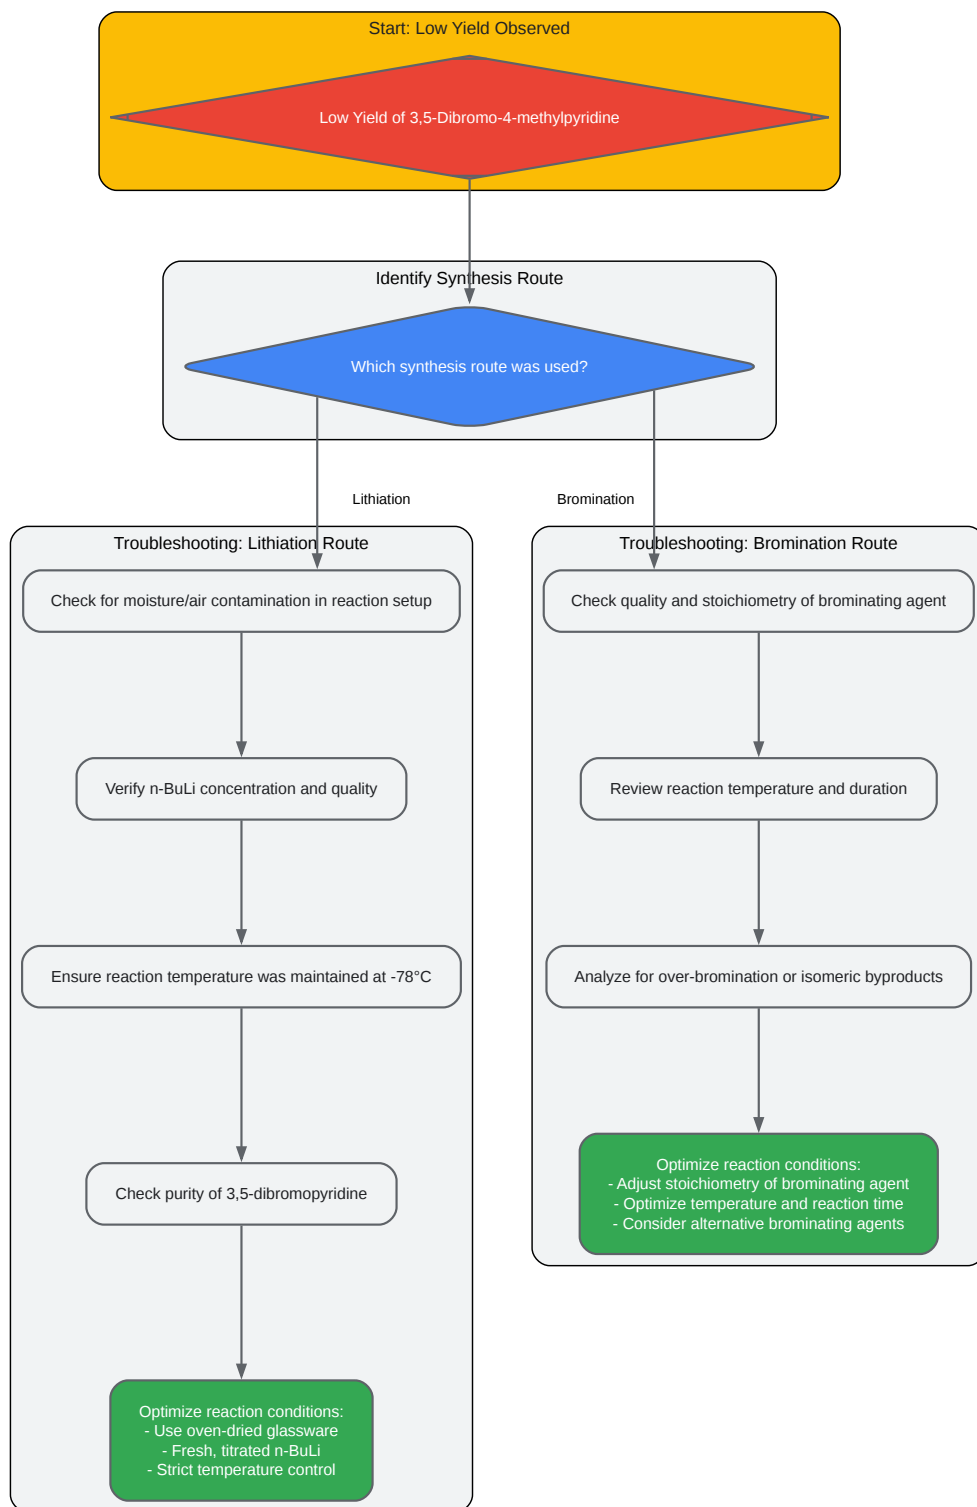 Start: Low Yield Observed
Low Yield of 3,5-Dibromo-4-methylpyridine
Identify Synthesis Route
Which synthesis route was used?
Lithiation
Bromination
Troubleshooting: Lithiation Route
Check for moisture/air contamination in reaction setup
Verify n-BuLi concentration and quality
Ensure reaction temperature was maintained at -78°C
Check purity of 3,5-dibromopyridine
Optimize reaction conditions:
- Use oven-dried glassware
- Fresh, titrated n-BuLi
- Strict temperature control
Troubleshooting: Bromination Route
Check quality and stoichiometry of brominating agent
Review reaction temperature and duration
Analyze for over-bromination or isomeric byproducts
Optimize reaction conditions:
- Adjust stoichiometry of brominating agent
- Optimize temperature and reaction time
- Consider alternative brominating agents